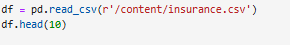 df = pd.read_csv(r'/content/insurance.csv')
df.head(10)